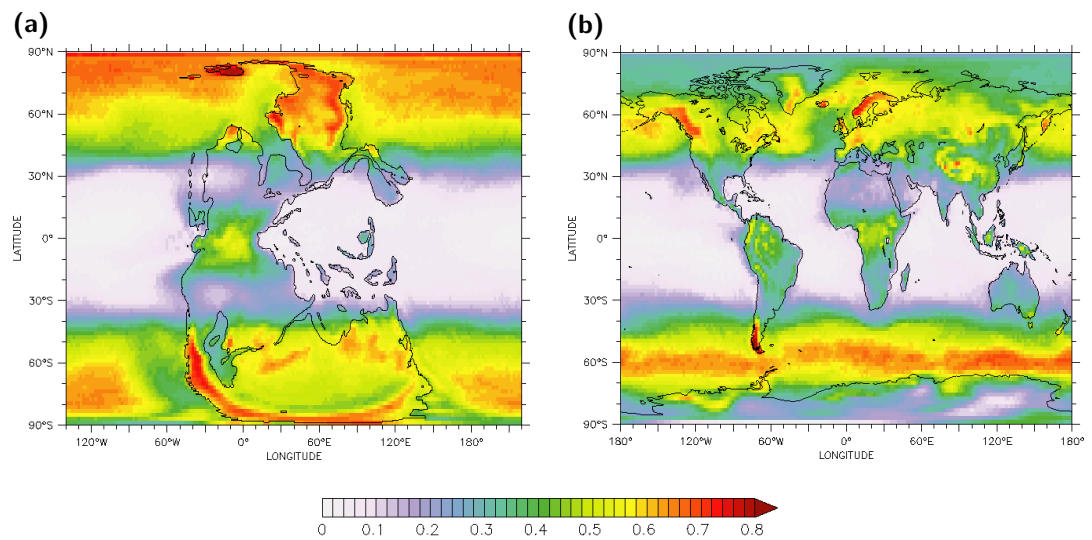 (a)
(b)
90°N
60°N
30°N
0°
30°S
60°S
90°S
LATITUDE
120°W 60°W 0° 60°E 120°E 180°
LONGITUDE
90°N
60°N
30°N
0°
30°S
60°S
90°S
LATITUDE
180° 120°W 60°W 0° 60°E 120°E 180°
LONGITUDE
0 0.1 0.2 0.3 0.4 0.5 0.6 0.7 0.8